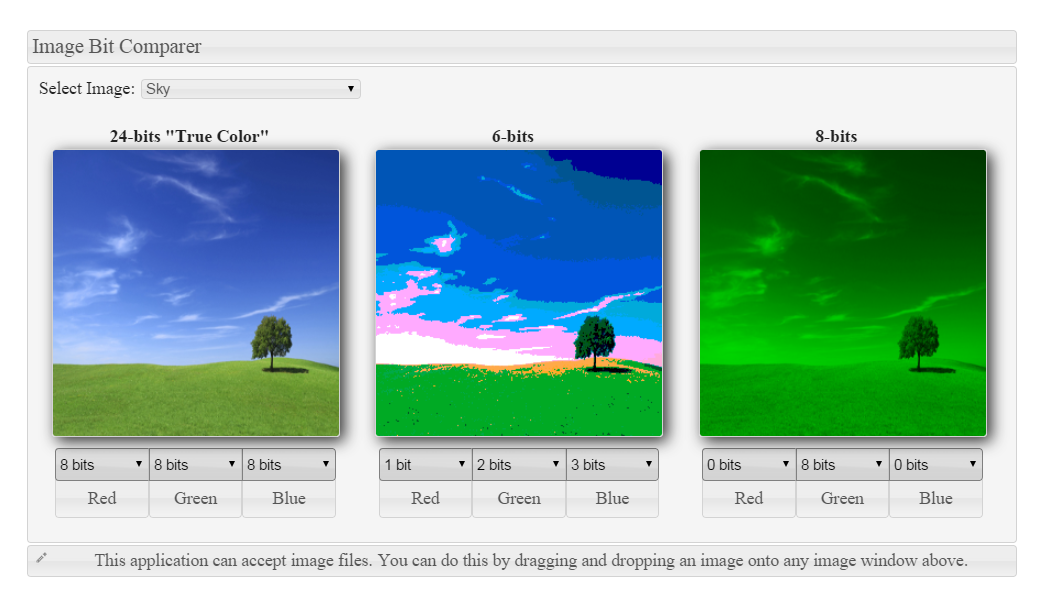 Image Bit Comparer
Select Image: Sky
24-bits "True Color" 6-bits 8-bits
8 bits 8 bits 8 bits 1 bit 2 bits 3 bits 0 bits 8 bits 0 bits
Red Green Blue Red Green Blue Red Green Blue
This application can accept image files. You can do this by dragging and dropping an image onto any image window above.